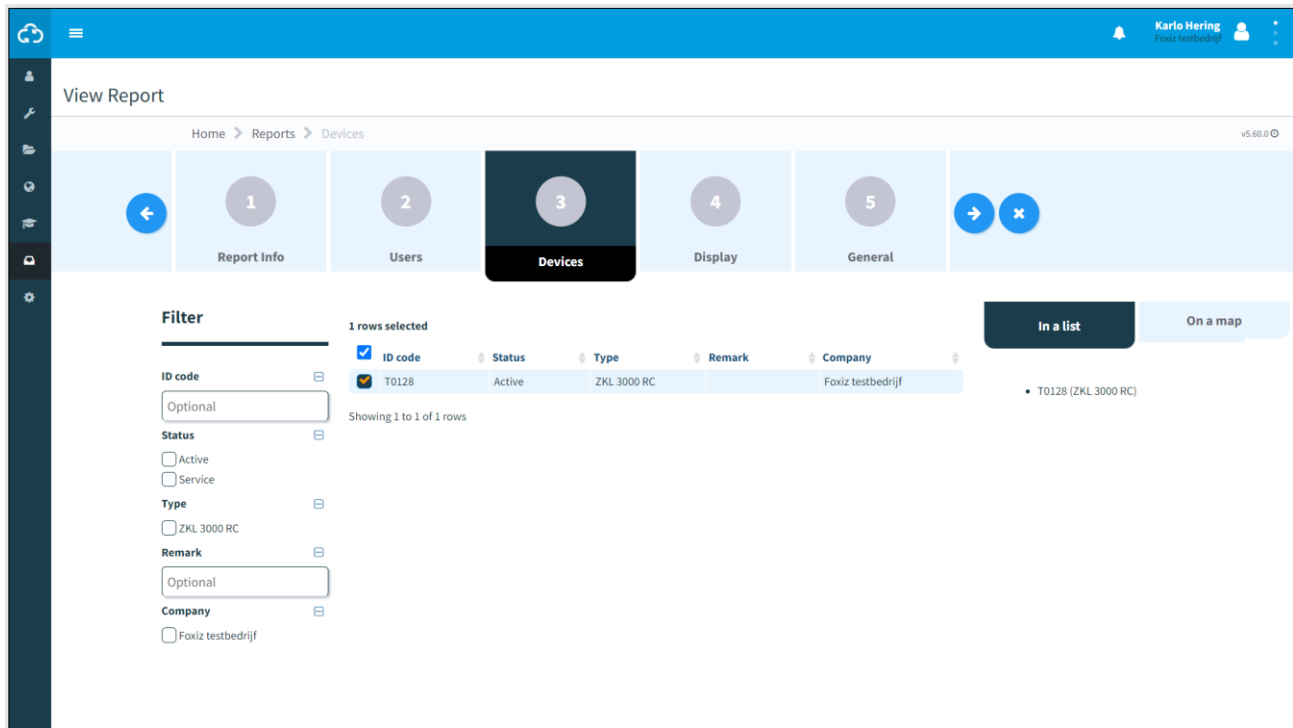 Karlo Hering
Foxiz testbedrijf
View Report
Home Reports Devices
v5.60.0
1 2 3 4 5
Report Info Users Devices Display General
Filter
ID code
Optional
Status
Active
Service
Type
ZKL 3000 RC
Remark
Optional
Company
Foxiz testbedrijf
1 rows selected
ID code Status Type Remark Company
T0128 Active ZKL 3000 RC Foxiz testbedrijf
Showing 1 to 1 of 1 rows
In a list On a map
T0128 (ZKL 3000 RC)